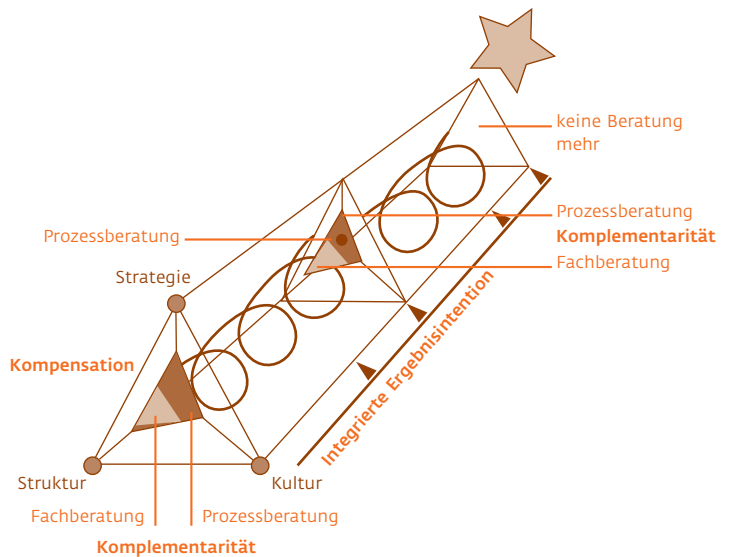 keine Beratung
mehr
Prozessberatung
Komplementarität
Fachberatung
Prozessberatung
Strategie
Kompensation
Integrierte Ergebnisintention
Struktur
Kultur
Fachberatung
Prozessberatung
Komplementarität